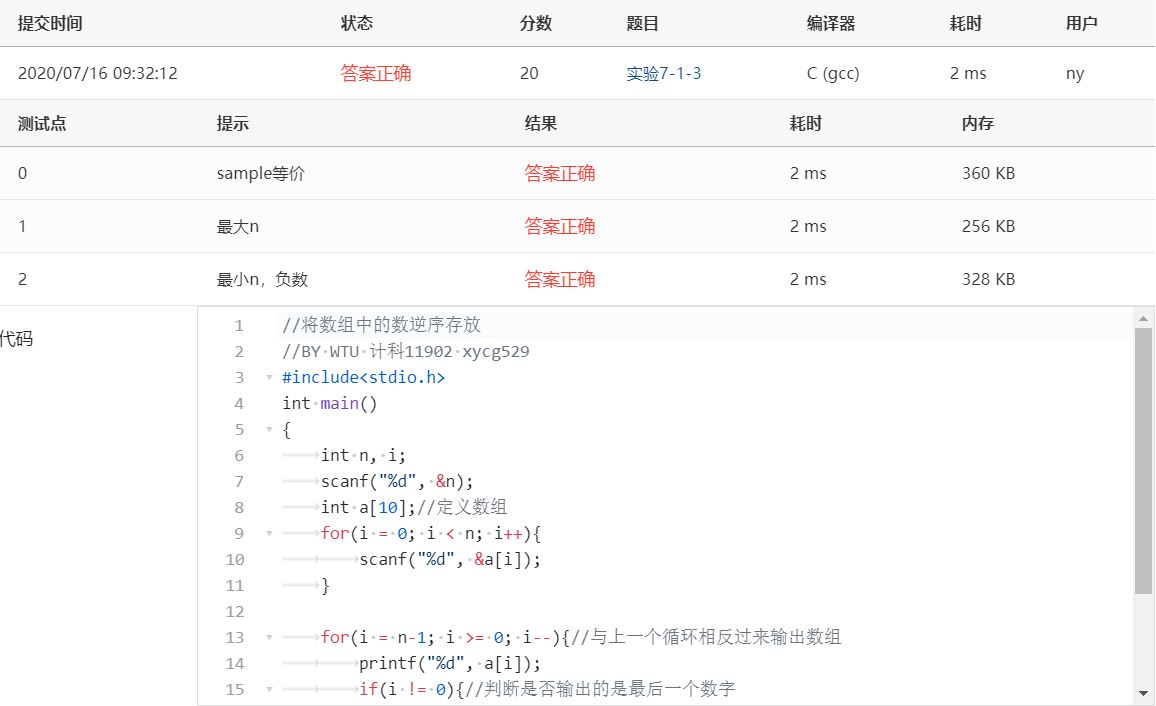 提交时间 状态 分数 题目 编译器 耗时 用户
2020/07/16 09:32:12 答案正确 20 实验7-1-3 C (gcc) 2 ms ny
测试点 提示 结果 耗时 内存
0 sample等价 答案正确 2 ms 360 KB
1 最大n 答案正确 2 ms 256 KB
2 最小n，负数 答案正确 2 ms 328 KB
代码
1 //将数组中的数逆序存放
2 //BY WTU 计科11902 xycg529
3 #include<stdio.h>
4 int main()
5 {
6 int n, i;
7 scanf("%d", &n);
8 int a[10];//定义数组
9 for(i = 0; i < n; i++){
10 scanf("%d", &a[i]);
11 }
12
13 for(i = n-1; i >= 0; i--){//与上一个循环相反过来输出数组
14 printf("%d", a[i]);
15 if(i != 0){//判断是否输出的是最后一个数字